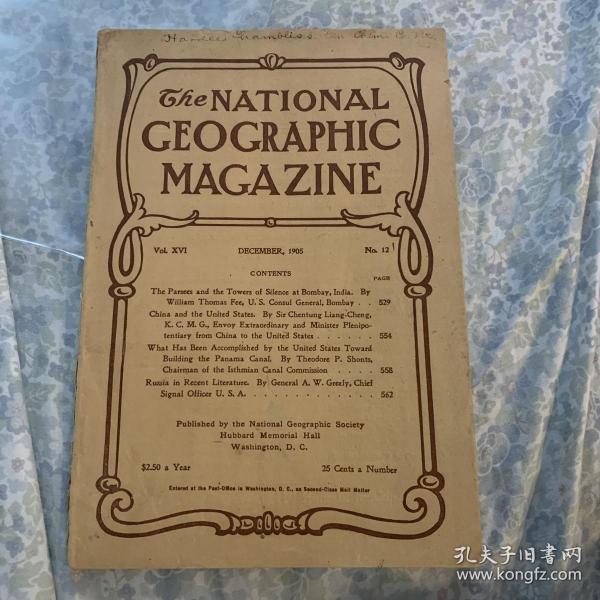 The NATIONAL
GEOGRAPHIC
MAGAZINE
Vol. XVI DECEMBER, 1905 No. 12
CONTENTS
PAGE
The Parsees and the Towers of Silence at Bombay, India. By
William Thomas Fee, U. S. Consul General, Bombay . . 529
China and the United States. By Sir Chentung Liang-Cheng,
K. C. M. G., Envoy Extraordinary and Minister Plenipo-
tentiary from China to the United States . . . . . . 554
What Has Been Accomplished by the United States Toward
Building the Panama Canal. By Theodore P. Shonts,
Chairman of the Isthmian Canal Commission . . . . 558
Russia in Recent Literature. By General A. W. Greely, Chief
Signal Officer U. S. A. . . . . . . . . . . . . 562
Published by the National Geographic Society
Hubbard Memorial Hall
Washington, D. C.
$2.50 a Year 25 Cents a Number
Entered at the Post-Office in Washington, D. C., as Second-Class Mail Matter
孔夫子旧书网
www.kongfz.com